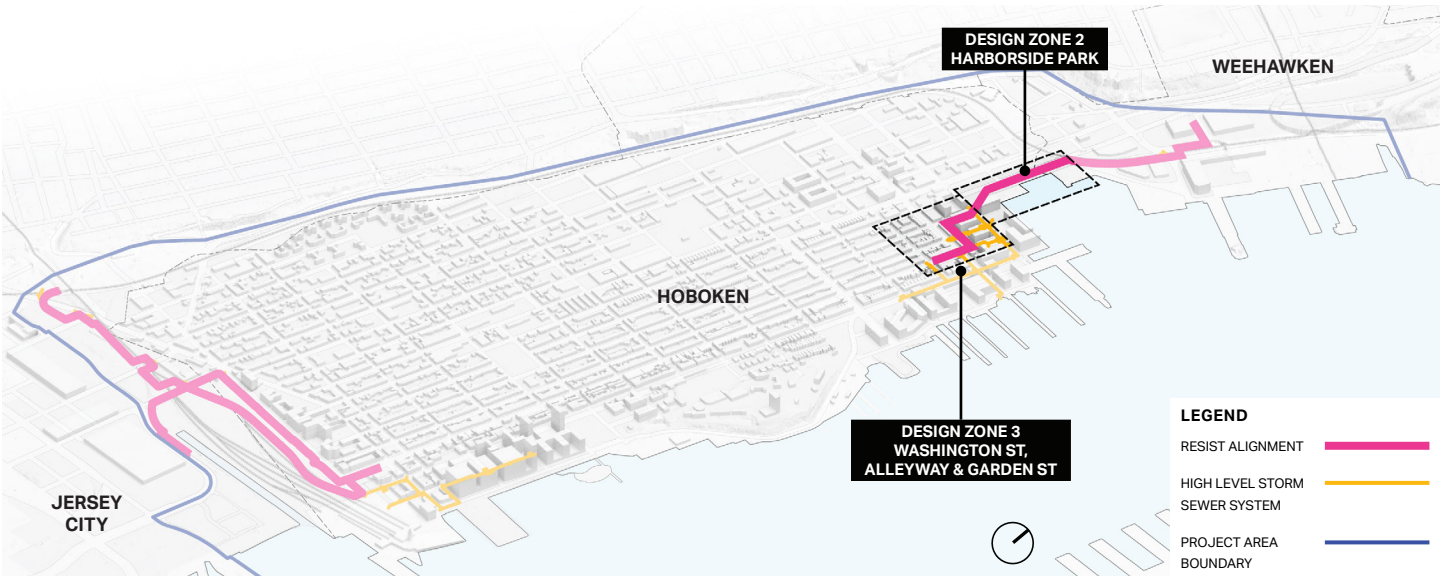 DESIGN ZONE 2
HARBORSIDE PARK
WEEHAWKEN
HOBOKEN
DESIGN ZONE 3
WASHINGTON ST,
ALLEYWAY & GARDEN ST
JERSEY
CITY
LEGEND
RESIST ALIGNMENT
HIGH LEVEL STORM
SEWER SYSTEM
PROJECT AREA
BOUNDARY